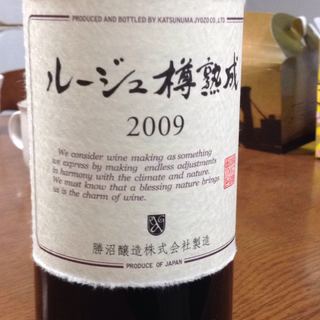 PRODUCED AND BOTTLED BY KATSUNUMA JYOZO CO.,LTD
ルージュ樽熟成
2009
We consider wine making as something
we express by making endless adjustments
in harmony with the climate and nature.
We must know that a blessing nature brings
us is the charm of wine.
勝沼醸造株式会社製造
PRODUCE OF JAPAN